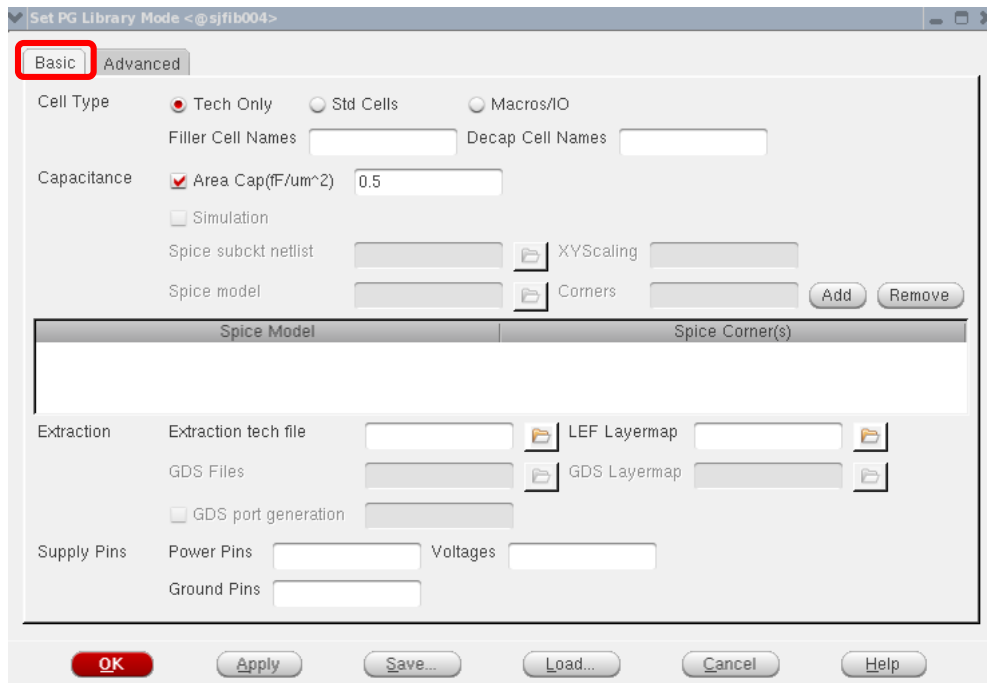 Set PG Library Mode <@sjfib004>
Basic Advanced
Cell Type Tech Only Std Cells Macros/IO
Filler Cell Names Decap Cell Names
Capacitance Area Cap(fF/um^2) 0.5
Simulation
Spice subckt netlist XYScaling
Spice model Corners Add Remove
Spice Model Spice Corner(s)
Extraction Extraction tech file LEF Layermap
GDS Files GDS Layermap
GDS port generation
Supply Pins Power Pins Voltages
Ground Pins
OK Apply Save... Load... Cancel Help